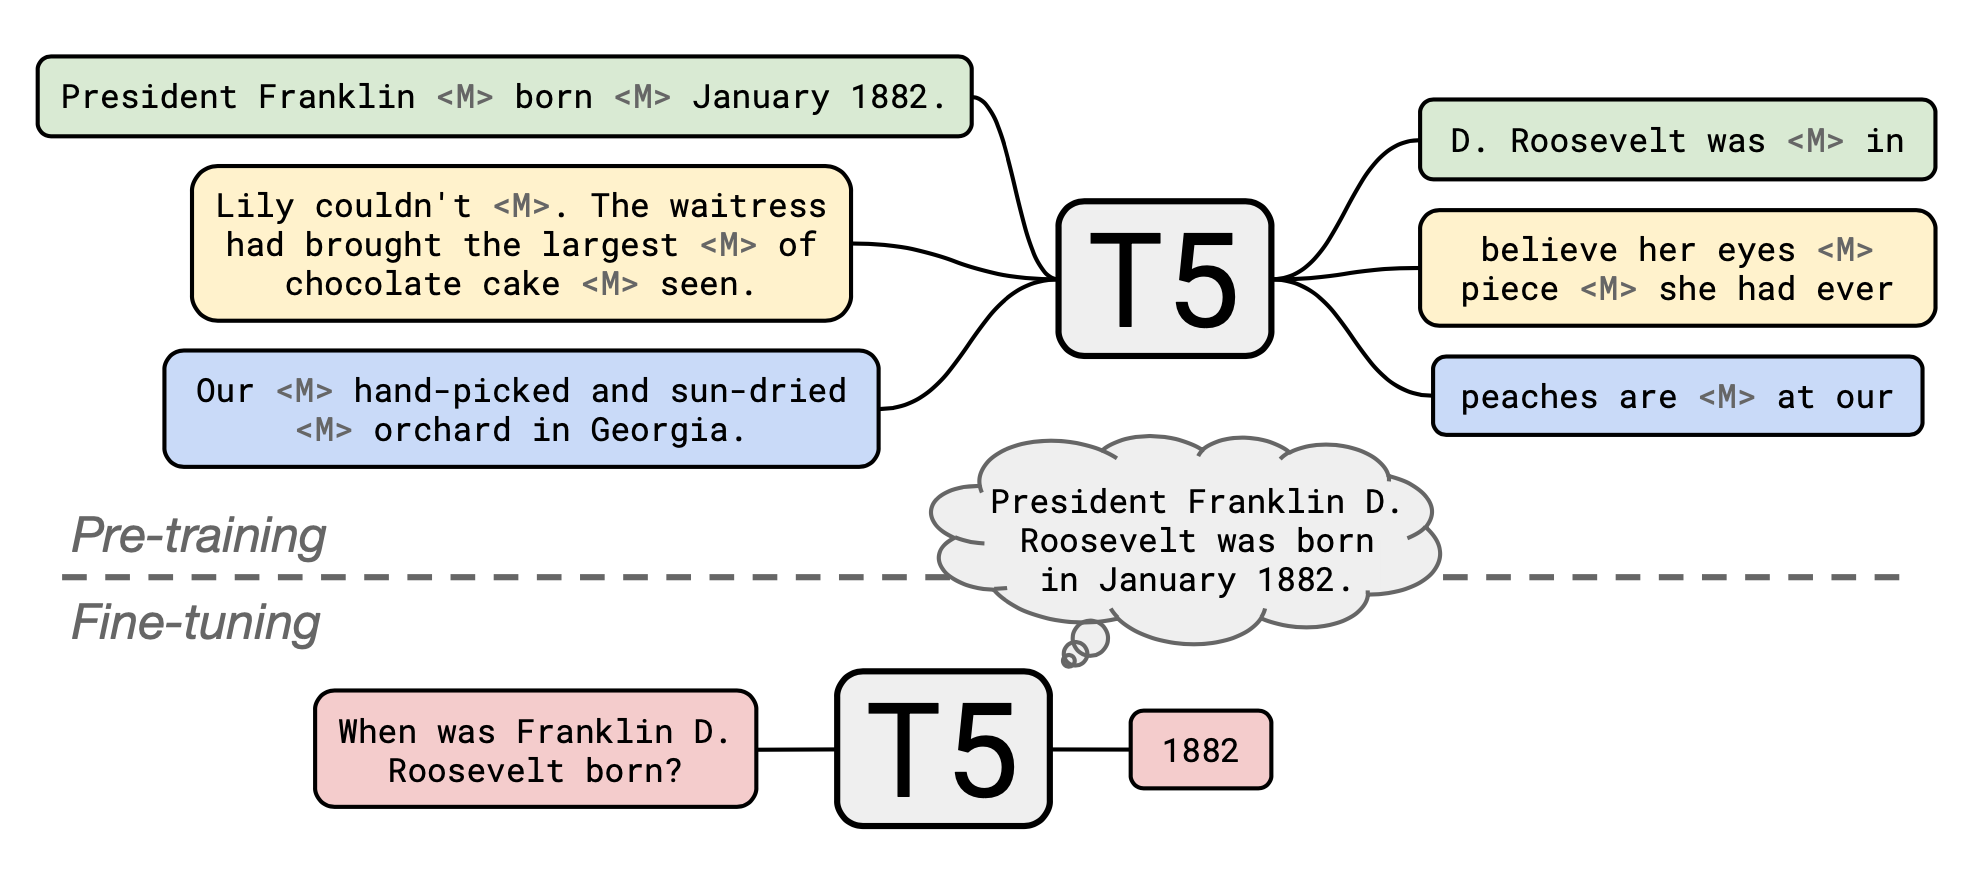 President Franklin <M> born <M> January 1882.
Lily couldn't <M>. The waitress
had brought the largest <M> of
chocolate cake <M> seen.
Our <M> hand-picked and sun-dried
<M> orchard in Georgia.
T5
D. Roosevelt was <M> in
believe her eyes <M>
piece <M> she had ever
peaches are <M> at our
Pre-training
President Franklin D.
Roosevelt was born
in January 1882.
Fine-tuning
When was Franklin D.
Roosevelt born?
T5
1882